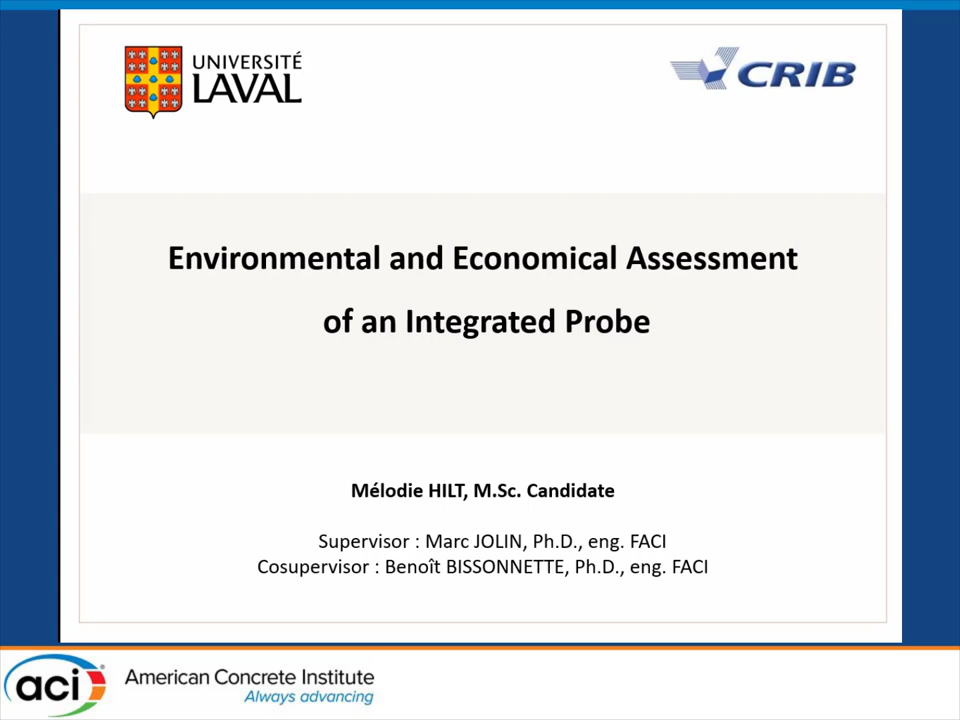 UNIVERSITÉ
LAVAL
CRIB
Environmental and Economical Assessment
of an Integrated Probe
Mélodie HILT, M.Sc. Candidate
Supervisor : Marc JOLIN, Ph.D., eng. FACI
Cosupervisor : Benoît BISSONNETTE, Ph.D., eng. FACI
aci
American Concrete Institute
Always advancing